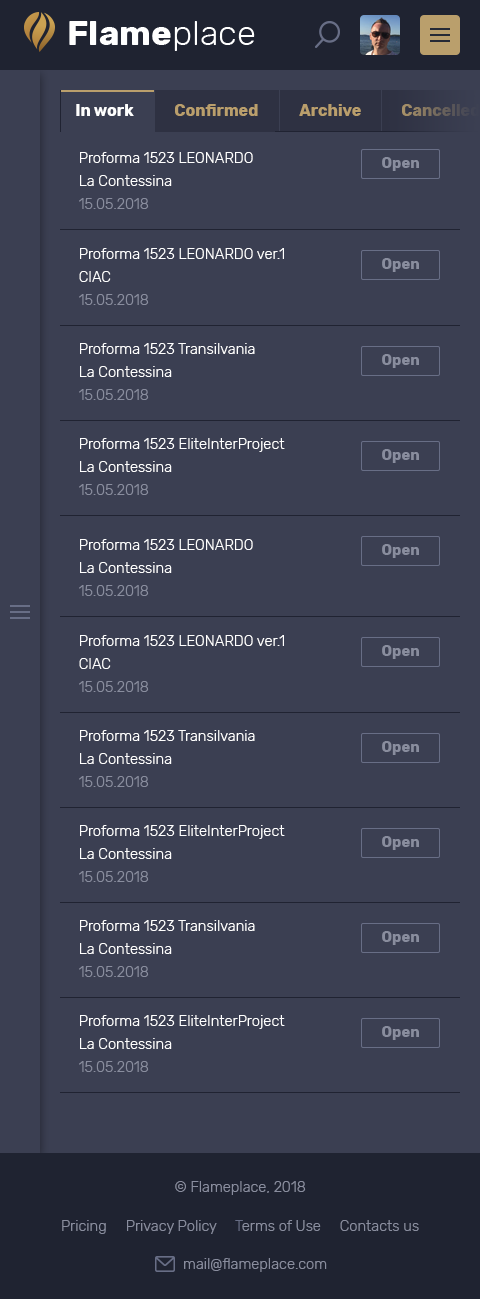 Flameplace
In work Confirmed Archive Cancelled
Proforma 1523 LEONARDO
Open
La Contessina
15.05.2018
Proforma 1523 LEONARDO ver.1
Open
CIAC
15.05.2018
Proforma 1523 Transilvania
Open
La Contessina
15.05.2018
Proforma 1523 EliteInterProject
Open
La Contessina
15.05.2018
Proforma 1523 LEONARDO
Open
La Contessina
15.05.2018
Proforma 1523 LEONARDO ver.1
Open
CIAC
15.05.2018
Proforma 1523 Transilvania
Open
La Contessina
15.05.2018
Proforma 1523 EliteInterProject
Open
La Contessina
15.05.2018
Proforma 1523 Transilvania
Open
La Contessina
15.05.2018
Proforma 1523 EliteInterProject
Open
La Contessina
15.05.2018
© Flameplace, 2018
Pricing Privacy Policy Terms of Use Contacts us
mail@flameplace.com